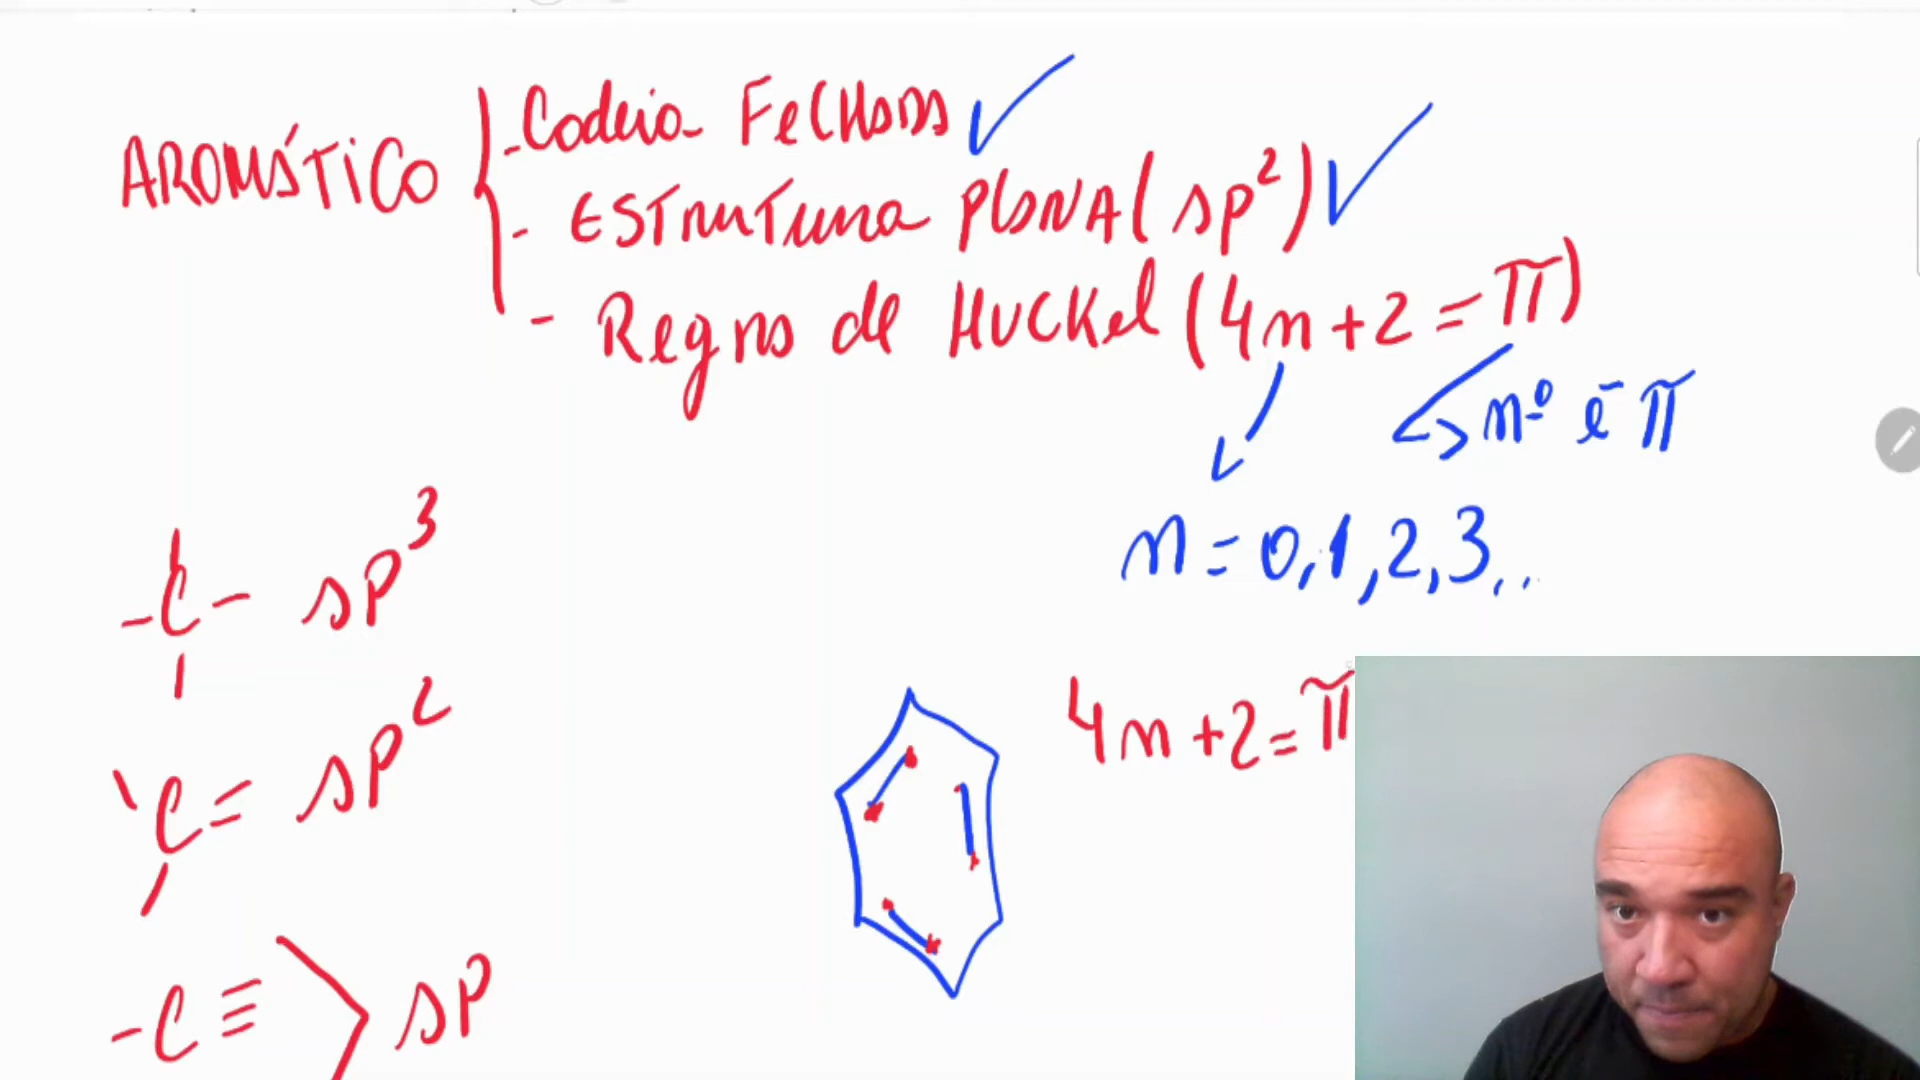 AROMÁTICO
- Cadeia FeCHADA ✓
- ESTRUTURA PLANA (sp²) ✓
- Regra de HUCKel (4n+2=π)
nº e⁻ π
n = 0,1,2,3...
-C- sp³
C= sp²
-C≡ sp
4n+2=π